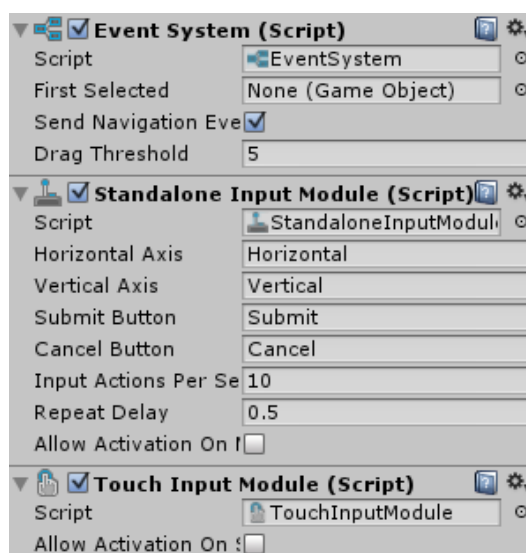 Event System (Script)
Script EventSystem
First Selected None (Game Object)
Send Navigation Eve
Drag Threshold 5
Standalone Input Module (Script)
Script StandaloneInputModul
Horizontal Axis Horizontal
Vertical Axis Vertical
Submit Button Submit
Cancel Button Cancel
Input Actions Per Se 10
Repeat Delay 0.5
Allow Activation On
Touch Input Module (Script)
Script TouchInputModule
Allow Activation On